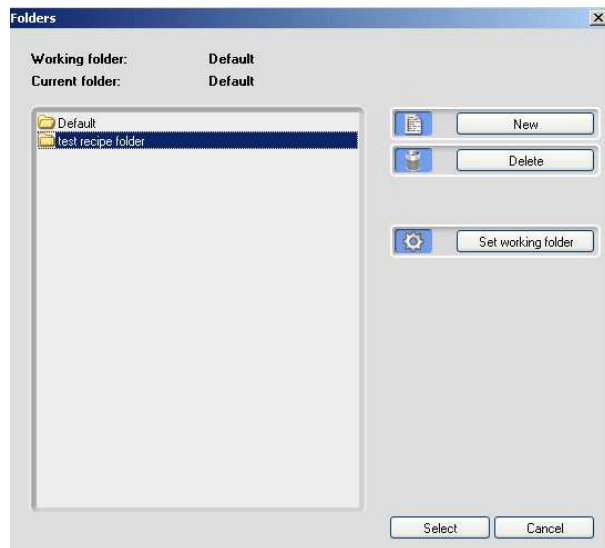 Folders
Working folder: Default
Current folder: Default
Default
test recipe folder
New
Delete
Set working folder
Select Cancel